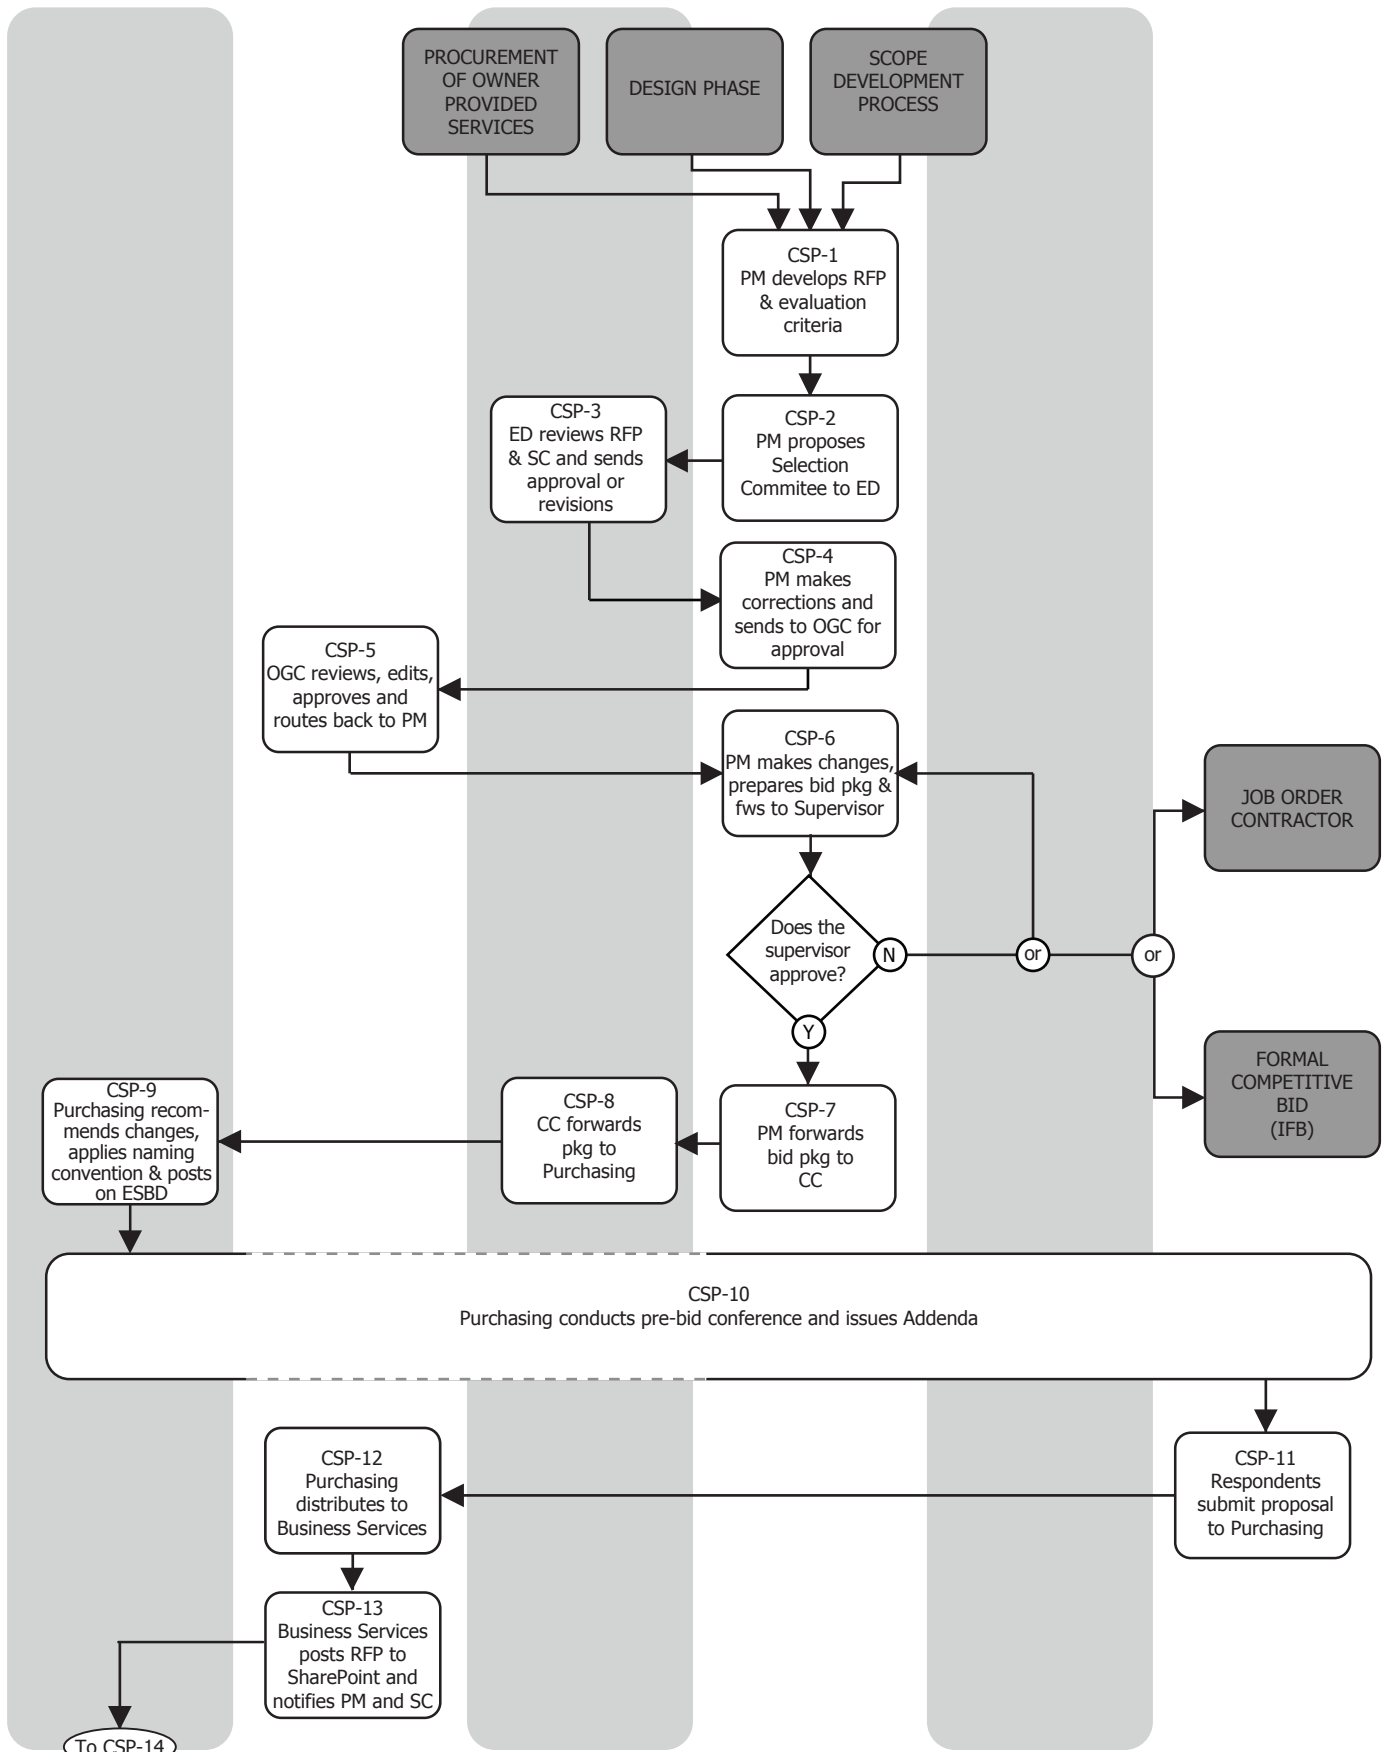 PROCUREMENT
OF OWNER
PROVIDED
SERVICES
DESIGN PHASE
SCOPE
DEVELOPMENT
PROCESS
CSP-1
PM develops RFP
& evaluation
criteria
CSP-2
PM proposes
Selection
Commitee to ED
CSP-3
ED reviews RFP
& SC and sends
approval or
revisions
CSP-4
PM makes
corrections and
sends to OGC for
approval
CSP-5
OGC reviews, edits,
approves and
routes back to PM
CSP-6
PM makes changes,
prepares bid pkg &
fws to Supervisor
JOB ORDER
CONTRACTOR
Does the
supervisor
approve?
N
or
or
Y
FORMAL
COMPETITIVE
BID
(IFB)
CSP-7
PM forwards
bid pkg to
CC
CSP-8
CC forwards
pkg to
Purchasing
CSP-9
Purchasing recom-
mends changes,
applies naming
convention & posts
on ESBD
CSP-10
Purchasing conducts pre-bid conference and issues Addenda
CSP-11
Respondents
submit proposal
to Purchasing
CSP-12
Purchasing
distributes to
Business Services
CSP-13
Business Services
posts RFP to
SharePoint and
notifies PM and SC
To CSP-14